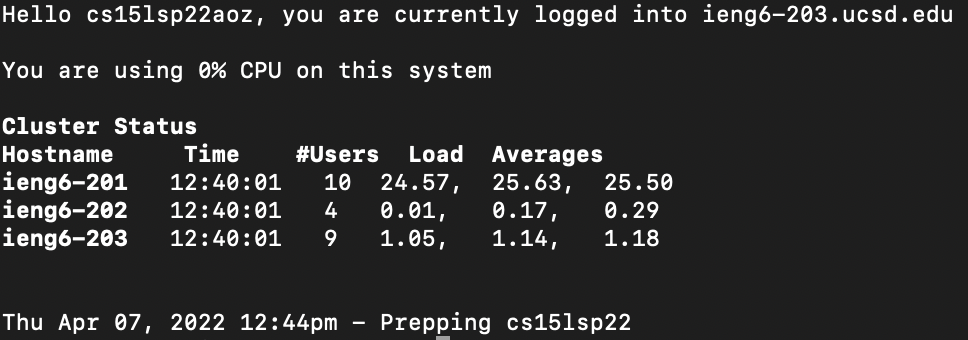 Hello cs15lsp22aoz, you are currently logged into ieng6-203.ucsd.edu
You are using 0% CPU on this system
Cluster Status
Hostname     Time    #Users  Load  Averages
ieng6-201   12:40:01   10  24.57,  25.63,  25.50
ieng6-202   12:40:01   4   0.01,   0.17,   0.29
ieng6-203   12:40:01   9   1.05,   1.14,   1.18
Thu Apr 07, 2022 12:44pm - Prepping cs15lsp22